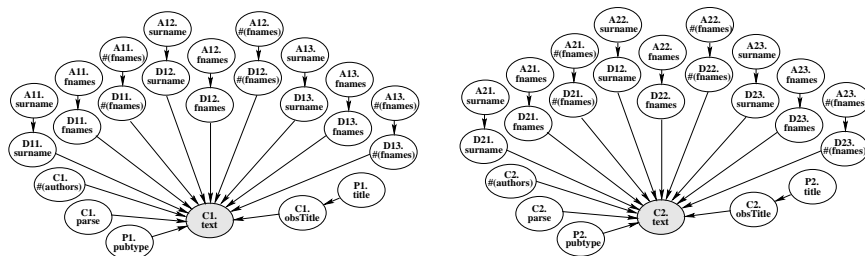 A11.
surname
A11.
fnames
A11.
#(fnames)
A12.
surname
A12.
fnames
A12.
#(fnames)
A13.
surname
A13.
fnames
A13.
#(fnames)
D11.
surname
D11.
fnames
D11.
#(fnames)
D12.
surname
D12.
fnames
D12.
#(fnames)
D13.
surname
D13.
fnames
D13.
#(fnames)
C1.
#(authors)
C1.
parse
P1.
pubtype
C1.
text
C1.
obsTitle
P1.
title
A21.
surname
A21.
fnames
A21.
#(fnames)
A22.
surname
A22.
fnames
A22.
#(fnames)
A23.
surname
A23.
fnames
A23.
#(fnames)
D21.
surname
D21.
fnames
D21.
#(fnames)
D12.
surname
D22.
fnames
D22.
#(fnames)
D23.
surname
D23.
fnames
D23.
#(fnames)
C2.
#(authors)
C2.
parse
P2.
pubtype
C2.
text
C2.
obsTitle
P2.
title